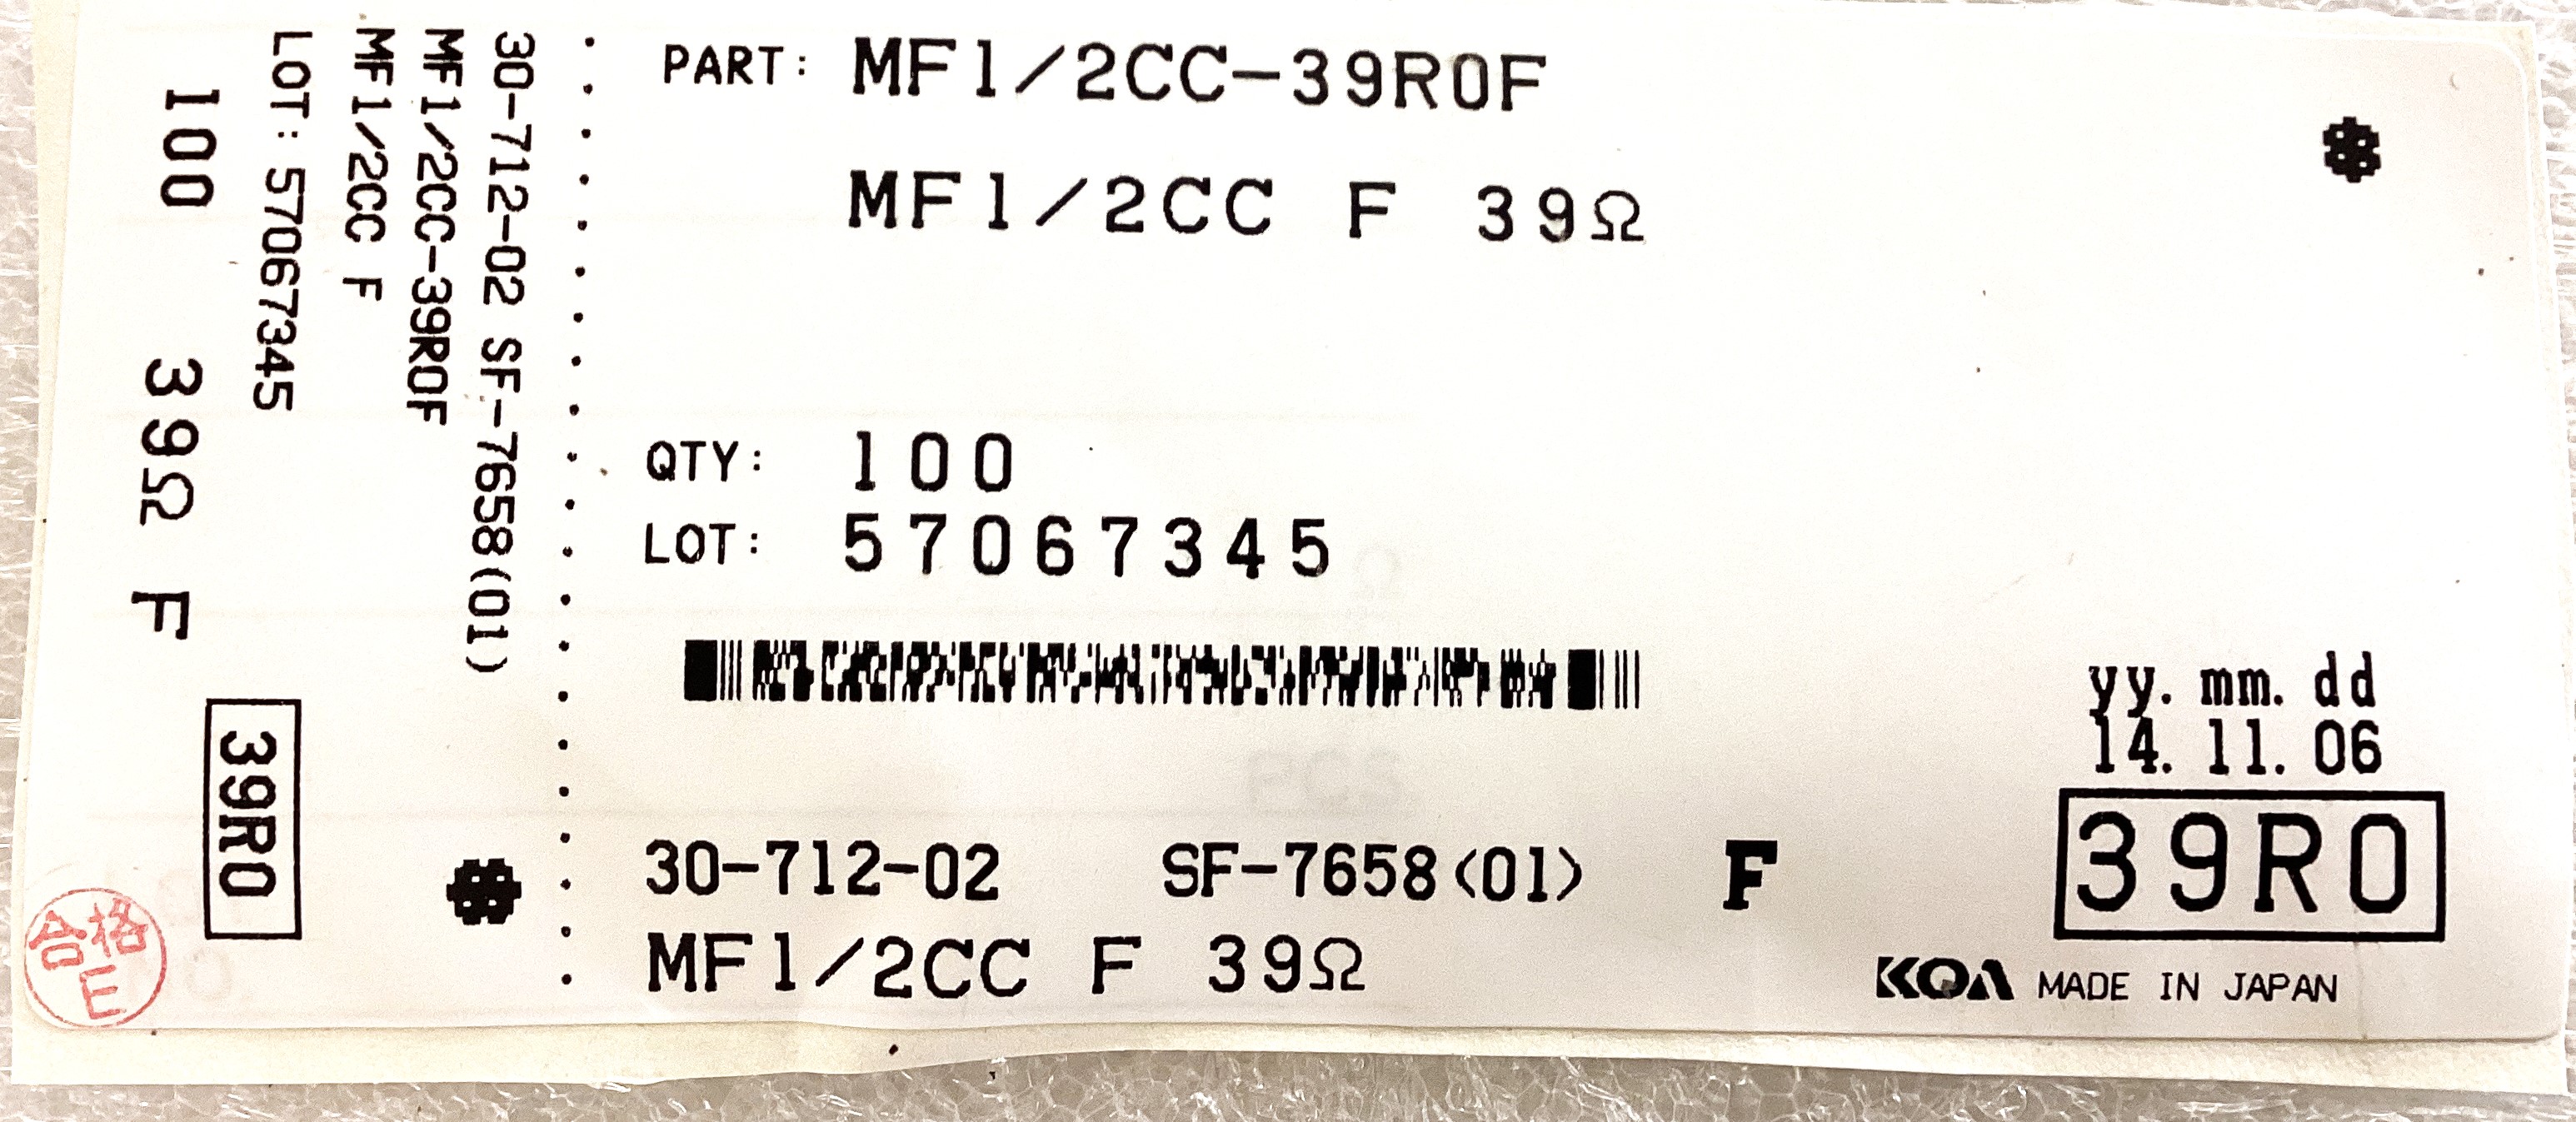 PART: MF1/2CC-39R0F
MF1/2CC F 39Ω
QTY: 100
LOT: 57067345
yy. mm. dd
14. 11. 06
39R0
30-712-02 SF-7658(01) F
MF1/2CC F 39Ω
KOA MADE IN JAPAN
30-712-02 SF-7658(01)
MF1/2CC-39R0F
MF1/2CC F
LOT: 57067345
100 39Ω F
39R0
合格
E